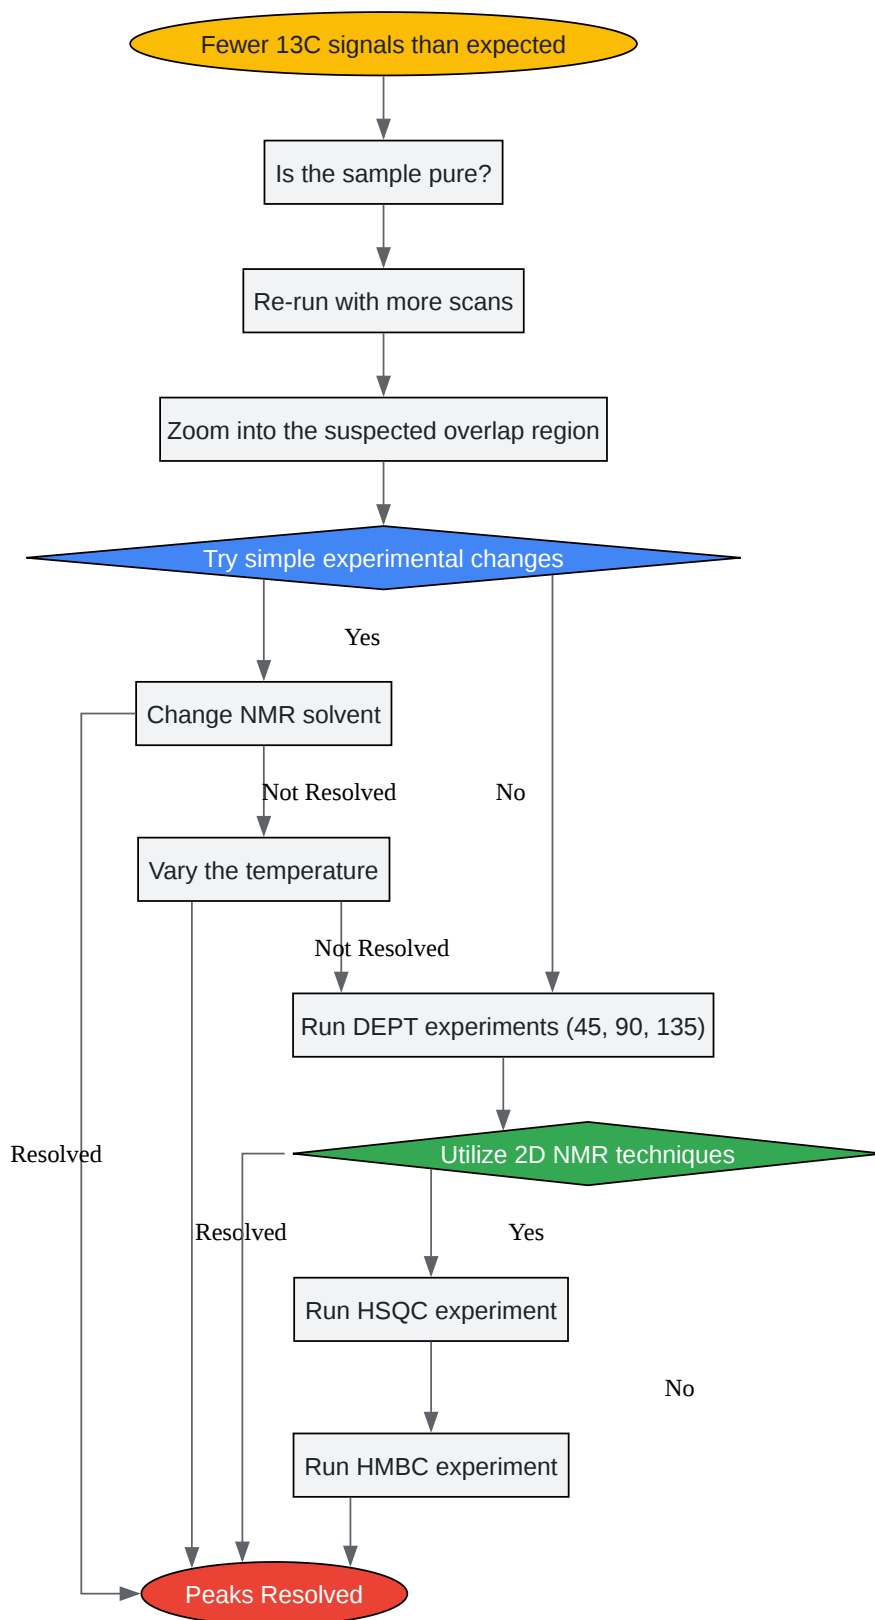 Fewer 13C signals than expected
Is the sample pure?
Re-run with more scans
Zoom into the suspected overlap region
Try simple experimental changes
Yes
Change NMR solvent
Not Resolved
No
Vary the temperature
Not Resolved
Run DEPT experiments (45, 90, 135)
Resolved
Utilize 2D NMR techniques
Resolved
Yes
Run HSQC experiment
No
Run HMBC experiment
Peaks Resolved